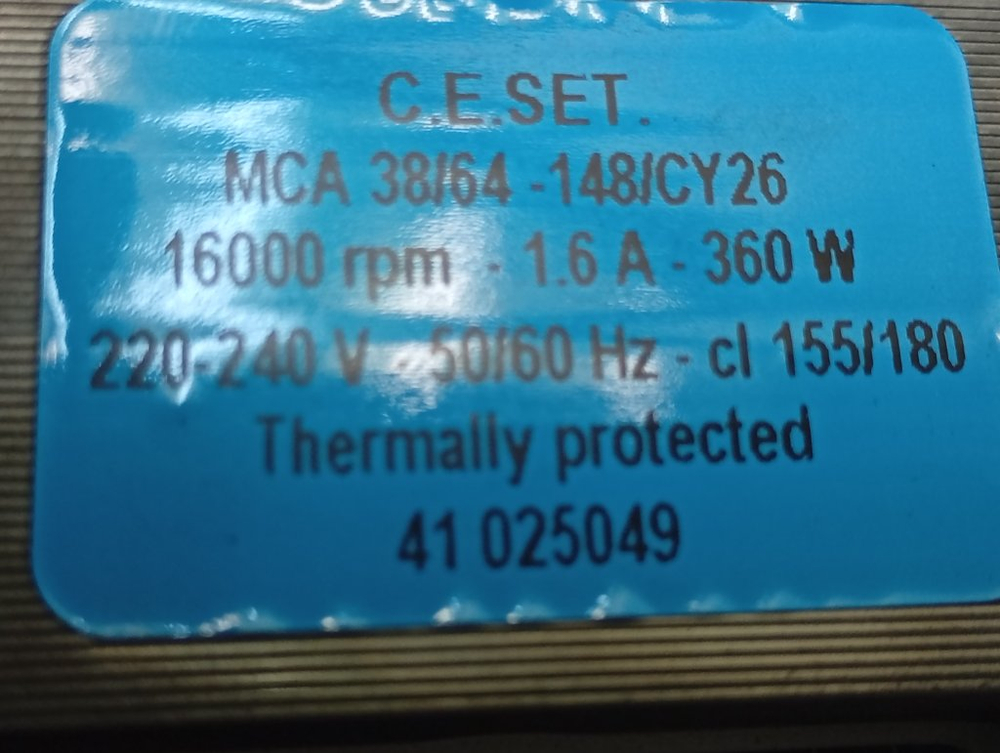 C.E.SET.
MCA 38/64 -148/CY26
16000 rpm - 1.6 A - 360 W
220-240 V - 50/60 Hz - cl 155/180
Thermally protected
41 025049